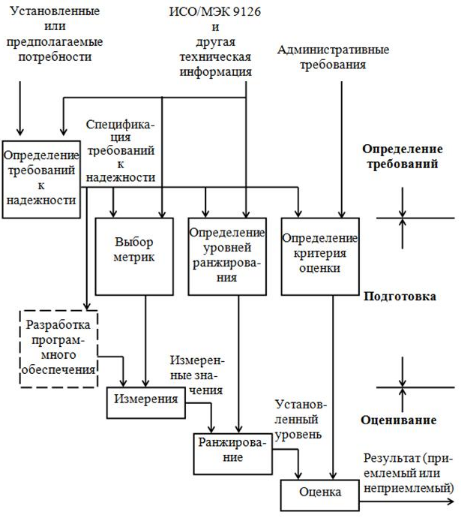 Установленные
или
предполагаемые
потребности
ИСО/МЭК 9126
и
другая
техническая
информация
Административные
требования
Специфика-
ция
требований
к
надежности
Определение
требований
к
надежности
Определение
требований
Выбор
метрик
Определение
уровней
ранжирова-
ния
Определение
критерия
оценки
Подготовка
Разработка
програм-
много
обеспечения
Измерен-
ные зна-
чения
Измерения
Установ-
ленный
уровень
Оценивание
Ранжирова-
ние
Результат (при-
емлемый или
неприемлемый)
Оценка